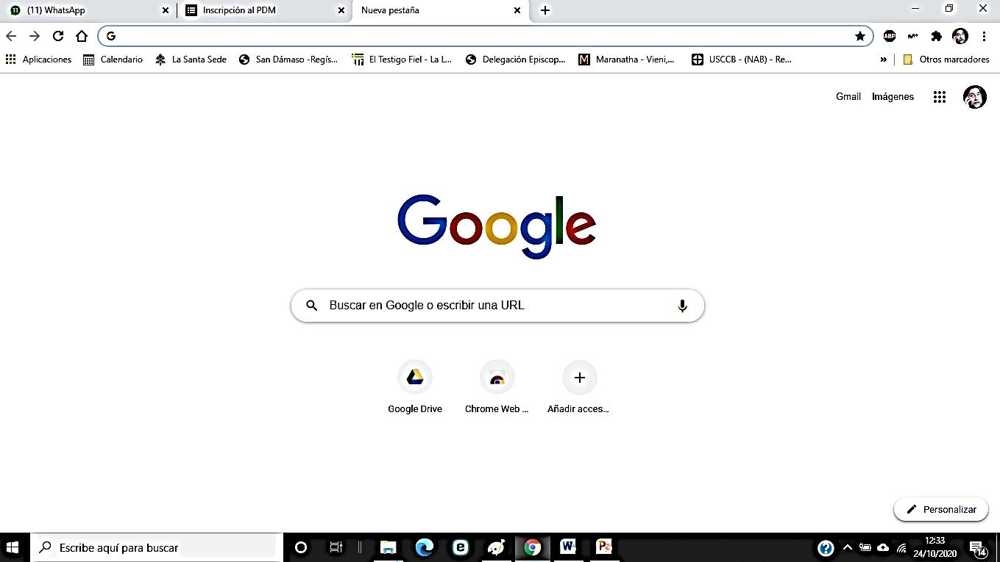 (11) WhatsApp Inscripción al PDM Nueva pestaña
Aplicaciones Calendario La Santa Sede San Dámaso -Regís... El Testigo Fiel - La L... Delegación Episcop... Maranatha - Vieni,... USCCB - (NAB) - Re... » Otros marcadores
Gmail Imágenes
Google
Buscar en Google o escribir una URL
Google Drive Chrome Web ... Añadir acces...
Personalizar
Escribe aquí para buscar
12:33
24/10/2020
14